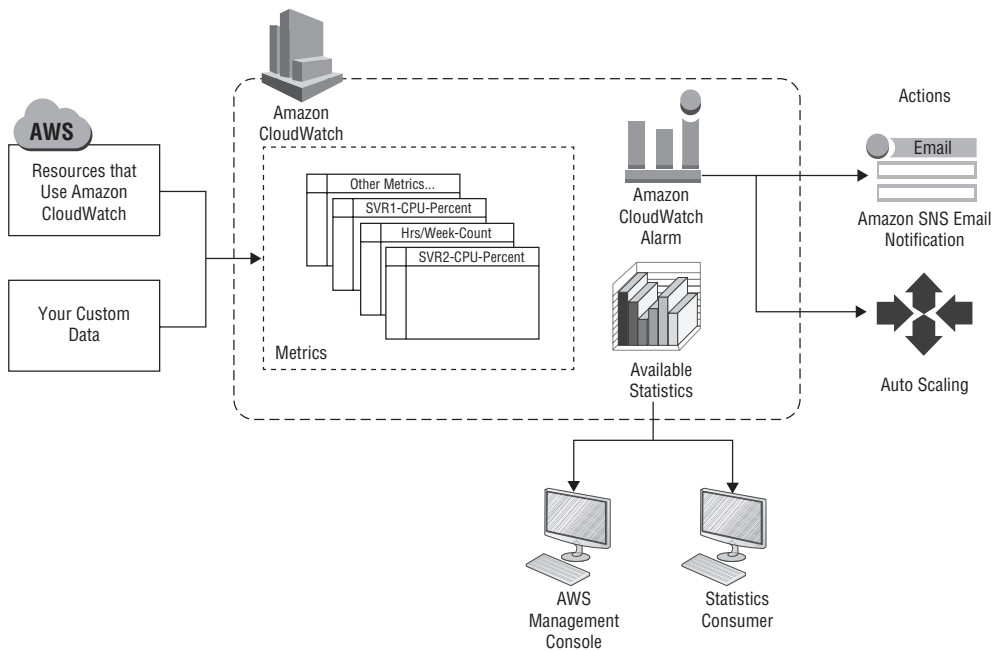 Amazon
CloudWatch
AWS
Resources that
Use Amazon
CloudWatch
Your Custom
Data
Other Metrics...
SVR1-CPU-Percent
Hrs/Week-Count
SVR2-CPU-Percent
Metrics
Amazon
CloudWatch
Alarm
Available
Statistics
Actions
Email
Amazon SNS Email
Notification
Auto Scaling
AWS
Management
Console
Statistics
Consumer